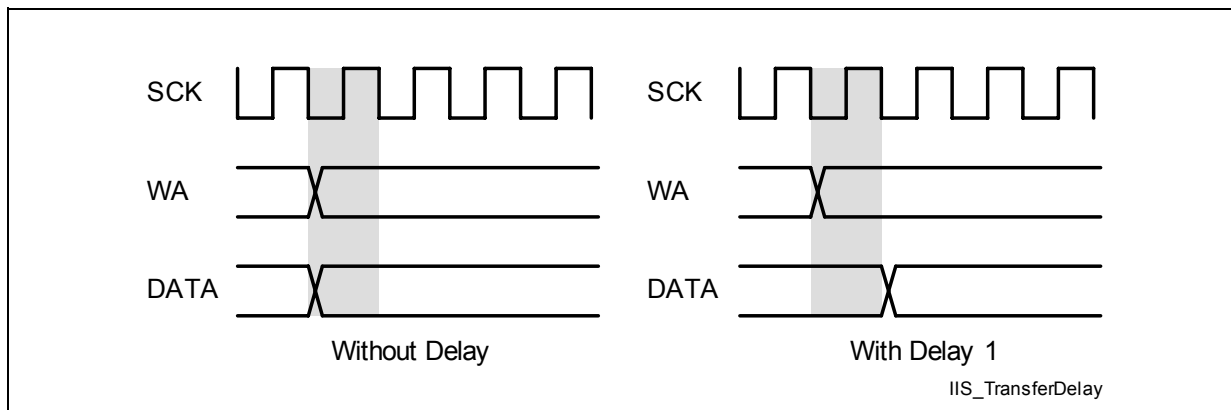 SCK
SCK
WA
WA
DATA
DATA
Without Delay
With Delay 1
IIS_TransferDelay